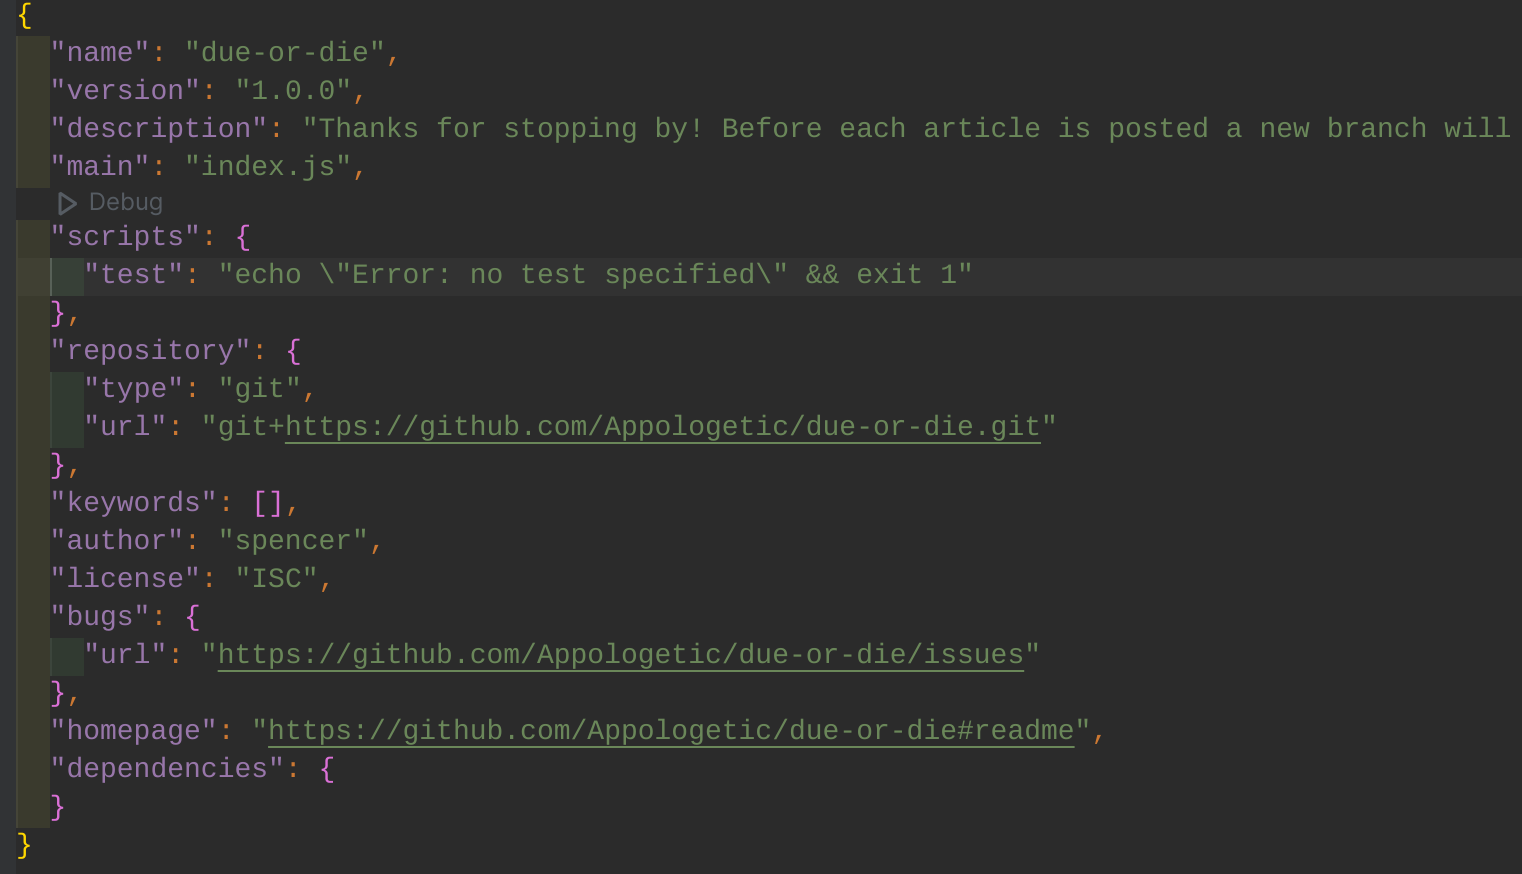 {
"name": "due-or-die",
"version": "1.0.0",
"description": "Thanks for stopping by! Before each article is posted a new branch will
"main": "index.js",
Debug
"scripts": {
"test": "echo \"Error: no test specified\" && exit 1"
},
"repository": {
"type": "git",
"url": "git+https://github.com/Appologetic/due-or-die.git"
},
"keywords": [],
"author": "spencer",
"license": "ISC",
"bugs": {
"url": "https://github.com/Appologetic/due-or-die/issues"
},
"homepage": "https://github.com/Appologetic/due-or-die#readme",
"dependencies": {
}
}